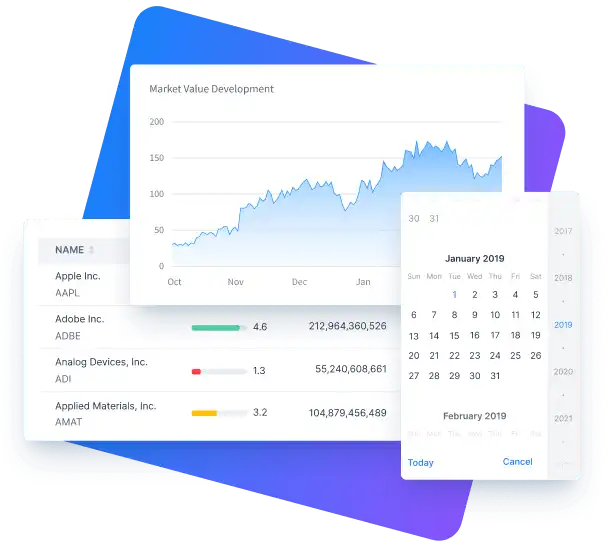 Market Value Development
200
150
100
50
0
Oct Nov Dec Jan
NAME
Apple Inc.
AAPL
Adobe Inc.
ADBE
4.6 212,964,360,526
Analog Devices, Inc.
ADI
1.3 55,240,608,661
Applied Materials, Inc.
AMAT
3.2 104,879,456,489
30 31
January 2019
Sun Mon Tue Wed Thu Fri Sat
1 2 3 4 5
6 7 8 9 10 11 12
13 14 15 16 17 18 19
20 21 22 23 24 25 26
27 28 29 30 31
February 2019
Sun Mon Tue Wed Thu Fri Sat
Today Cancel
2017
2018
2019
2020
2021